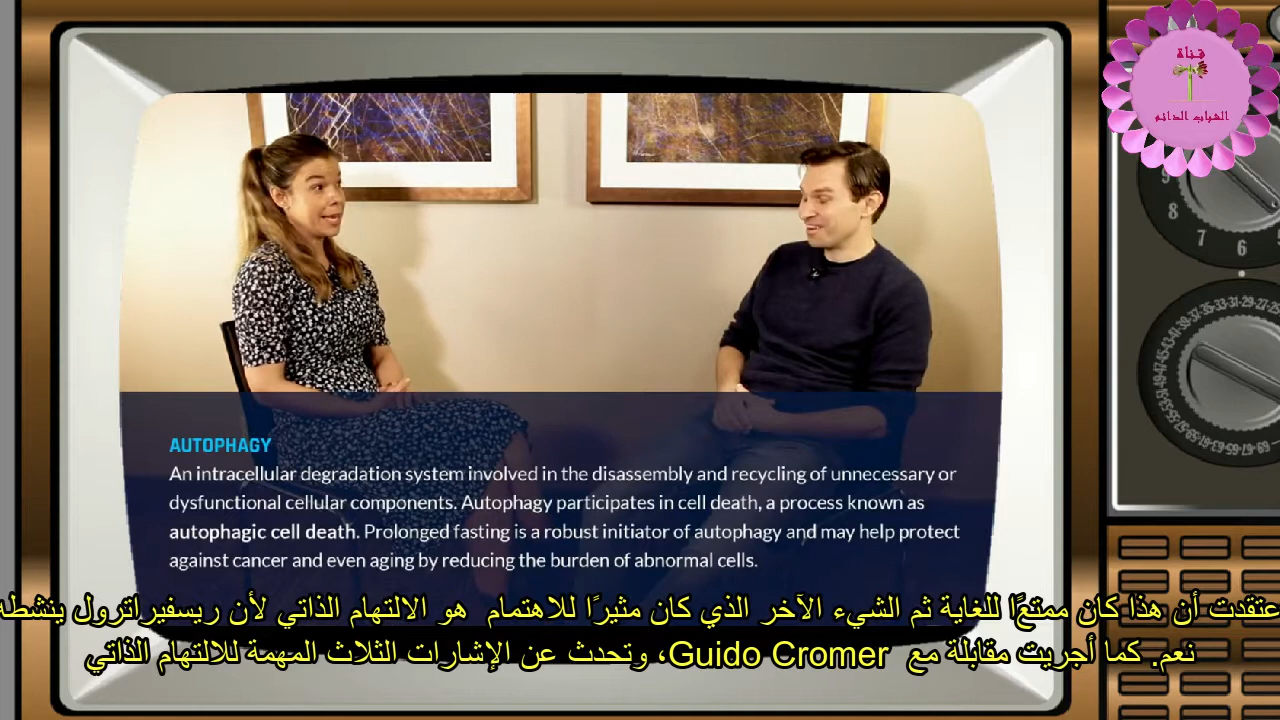 قناة
الشباب الدائم
AUTOPHAGY
An intracellular degradation system involved in the disassembly and recycling of unnecessary or
dysfunctional cellular components. Autophagy participates in cell death, a process known as
autophagic cell death. Prolonged fasting is a robust initiator of autophagy and may help protect
against cancer and even aging by reducing the burden of abnormal cells.
عتقدت أن هذا كان ممتعًا للغاية ثم الشيء الآخر الذي كان مثيرًا للاهتمام هو الالتهام الذاتي لأن ريسفيراترول ينشطه
نعم. كما أجريت مقابلة مع Guido Cromer، وتحدث عن الإشارات الثلاث المهمة للالتهام الذاتي
8
7
6